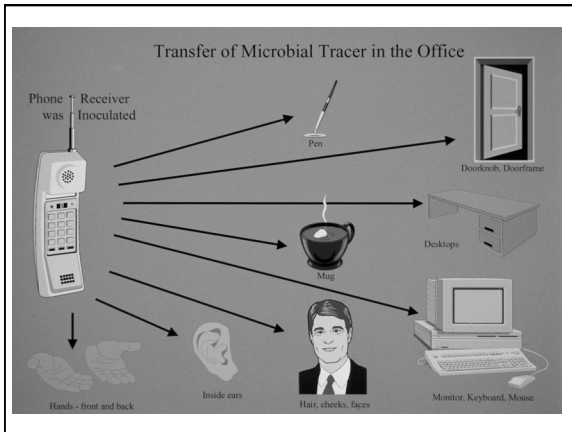 Transfer of Microbial Tracer in the Office
Phone Receiver
was Inoculated
Pen
Doorknob, Doorframe
Desktops
Mug
Monitor, Keyboard, Mouse
Hair, cheeks, faces
Inside ears
Hands - front and back